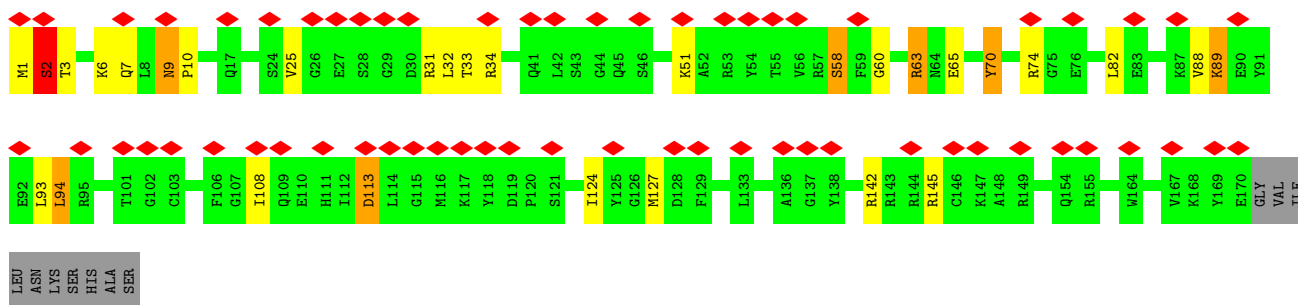 M1 S2 T3 K6 Q7 L8 N9 P10 Q17 S24 V25 G26 E27 S28 G29 D30 R31 L32 T33 R34 Q41 L42 S43 G44 Q45 S46 K51 A52 R53 Y54 T55 V56 R57 S58 F59 G60 R63 N64 E65 Y70 R74 G75 E76 L82 E83 K87 V88 K89 E90 Y91
E92 L93 L94 R95 T101 G102 C103 F106 G107 I108 Q109 E110 H111 I112 D113 L114 G115 M116 K117 Y118 D119 P120 S121 I124 Y125 G126 M127 D128 F129 L133 A136 G137 Y138 R142 R143 R144 R145 C146 K147 A148 R149 Q154 R155 W164 V167 K168 Y169 E170 GLY VAL ILE
LEU ASN LYS SER HIS ALA SER